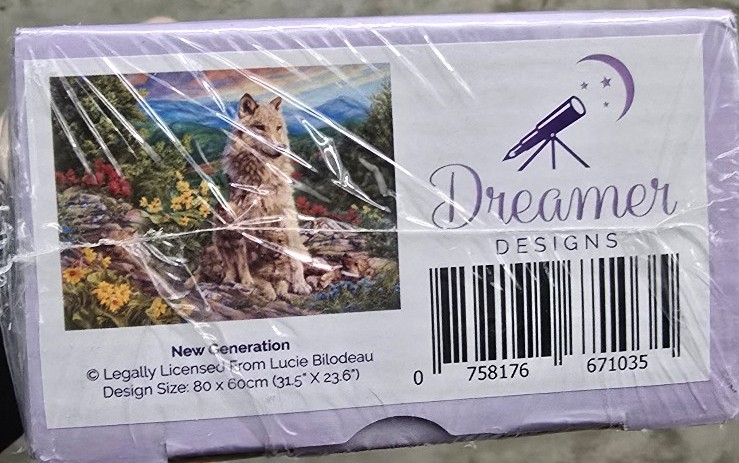 Dreamer
DESIGNS
New Generation
© Legally Licensed From Lucie Bilodeau
Design Size: 80 x 60cm (31.5" X 23.6")
0 758176 671035